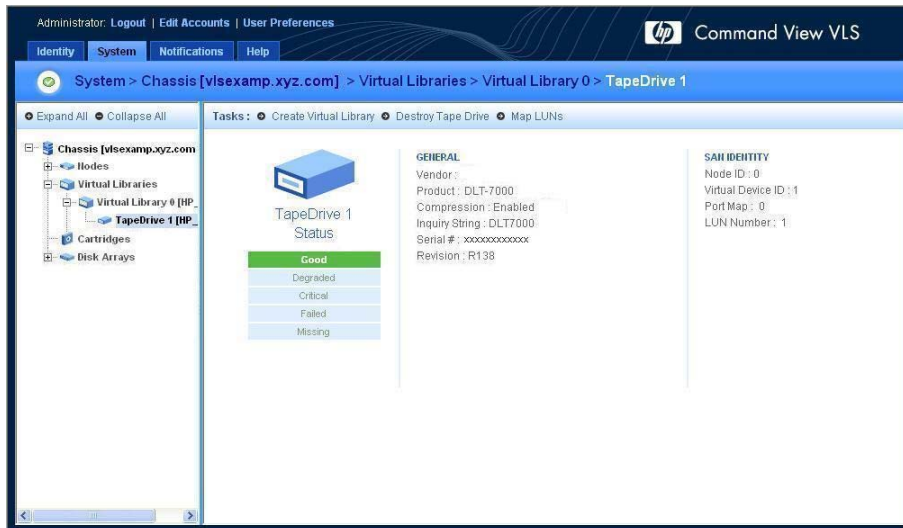 Administrator: Logout | Edit Accounts | User Preferences
hp Command View VLS
Identity System Notifications Help
System > Chassis [vlsexamp.xyz.com] > Virtual Libraries > Virtual Library 0 > TapeDrive 1
Expand All Collapse All
Tasks : Create Virtual Library Destroy Tape Drive Map LUNs
Chassis [vlsexamp.xyz.com
Nodes
Virtual Libraries
Virtual Library 0 [HP_
TapeDrive 1 [HP_
Cartridges
Disk Arrays
TapeDrive 1
Status
Good
Degraded
Critical
Failed
Missing
GENERAL
Vendor :
Product : DLT-7000
Compression : Enabled
Inquiry String : DLT7000
Serial # : xxxxxxxxxxxx
Revision : R138
SAN IDENTITY
Node ID : 0
Virtual Device ID : 1
Port Map : 0
LUN Number : 1